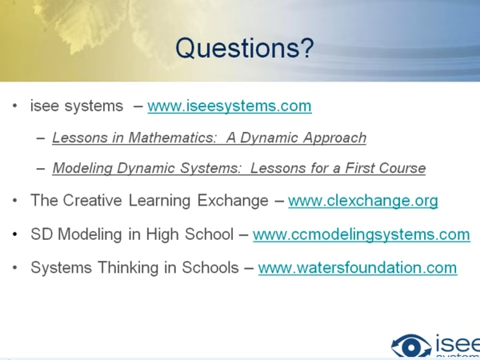 Questions?
• isee systems – www.iseesystems.com
– Lessons in Mathematics: A Dynamic Approach
– Modeling Dynamic Systems: Lessons for a First Course
• The Creative Learning Exchange – www.clexchange.org
• SD Modeling in High School – www.ccmodelingsystems.com
• Systems Thinking in Schools – www.watersfoundation.com
isee
systems